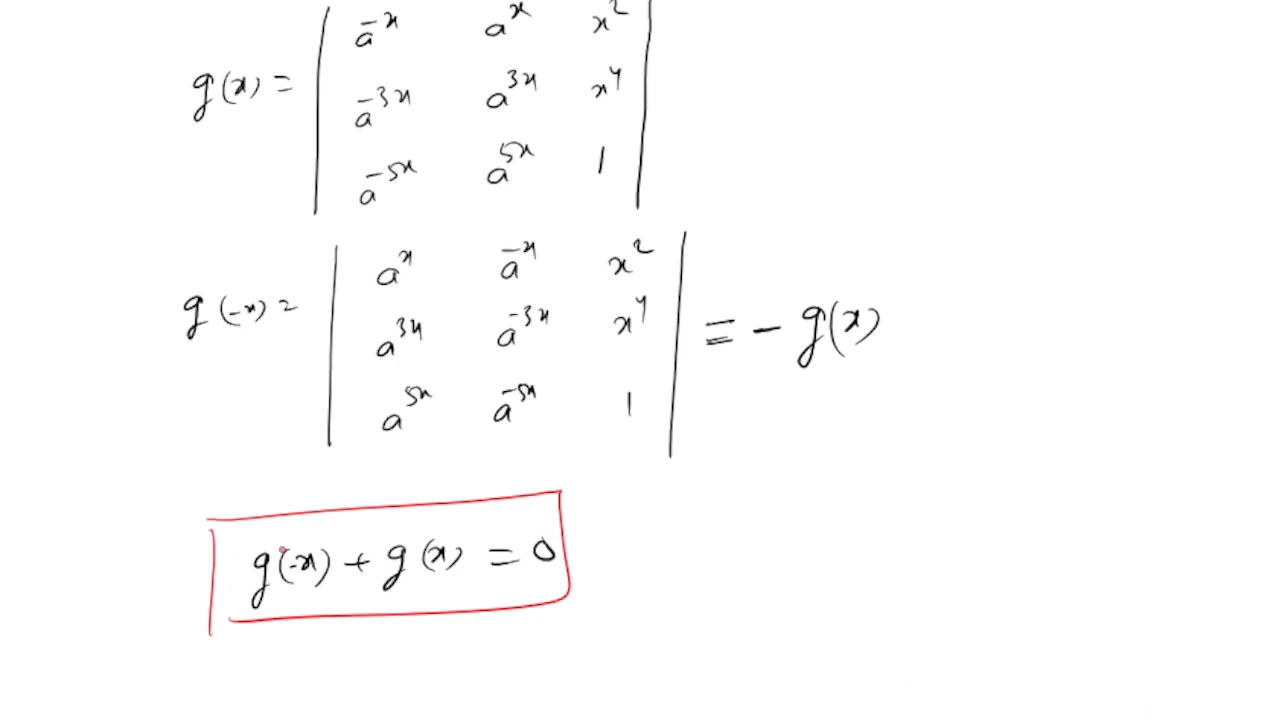 g(x) = | a^-x a^x x^2 |
| a^-3x a^3x x^4 |
| a^-5x a^5x 1 |
g(-x) = | a^x a^-x x^2 |
| a^3x a^-3x x^4 | = - g(x)
| a^5x a^-5x 1 |
g(-x) + g(x) = 0